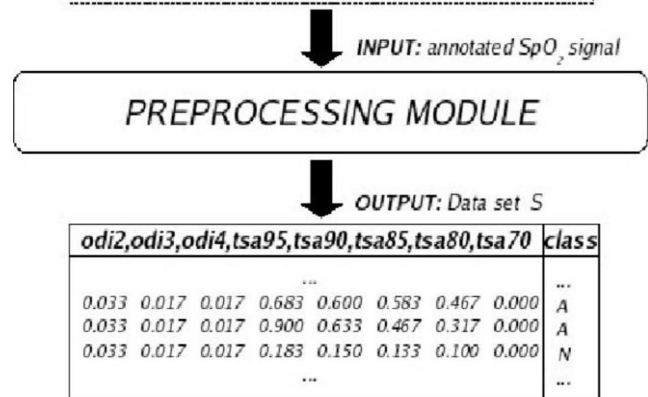 INPUT: annotated SpO2 signal
PREPROCESSING MODULE
OUTPUT: Data set S
odi2,odi3,odi4,tsa95,tsa90,tsa85,tsa80,tsa70 class
... ...
0.033 0.017 0.017 0.683 0.600 0.583 0.467 0.000 A
0.033 0.017 0.017 0.900 0.633 0.467 0.317 0.000 A
0.033 0.017 0.017 0.183 0.150 0.133 0.100 0.000 N
... ...